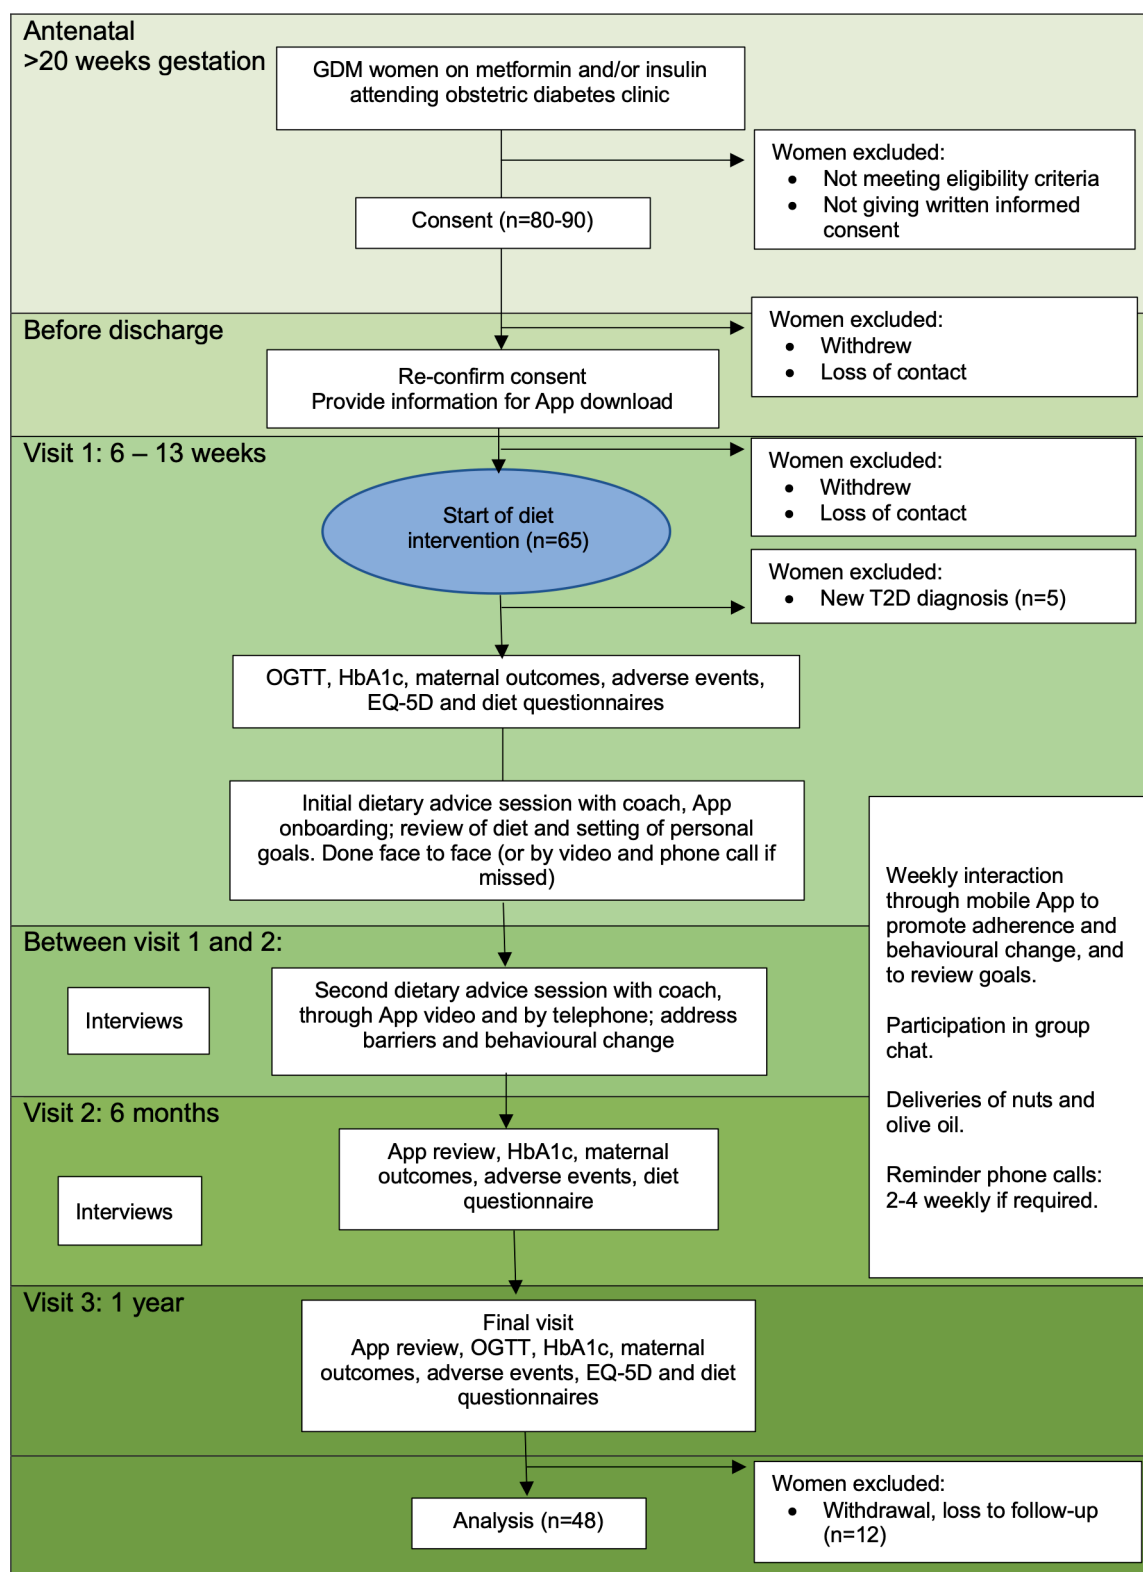 Antenatal
>20 weeks gestation
GDM women on metformin and/or insulin
attending obstetric diabetes clinic
Women excluded:
• Not meeting eligibility criteria
• Not giving written informed
consent
Consent (n=80-90)
Before discharge
Women excluded:
• Withdrew
• Loss of contact
Re-confirm consent
Provide information for App download
Visit 1: 6 – 13 weeks
Women excluded:
• Withdrew
• Loss of contact
Start of diet
intervention (n=65)
Women excluded:
• New T2D diagnosis (n=5)
OGTT, HbA1c, maternal outcomes, adverse events,
EQ-5D and diet questionnaires
Initial dietary advice session with coach, App
onboarding; review of diet and setting of personal
goals. Done face to face (or by video and phone call if
missed)
Weekly interaction
through mobile App to
promote adherence and
behavioural change, and
to review goals.
Participation in group
chat.
Deliveries of nuts and
olive oil.
Reminder phone calls:
2-4 weekly if required.
Between visit 1 and 2:
Interviews
Second dietary advice session with coach,
through App video and by telephone; address
barriers and behavioural change
Visit 2: 6 months
Interviews
App review, HbA1c, maternal
outcomes, adverse events, diet
questionnaire
Visit 3: 1 year
Final visit
App review, OGTT, HbA1c, maternal
outcomes, adverse events, EQ-5D and diet
questionnaires
Women excluded:
• Withdrawal, loss to follow-up
(n=12)
Analysis (n=48)